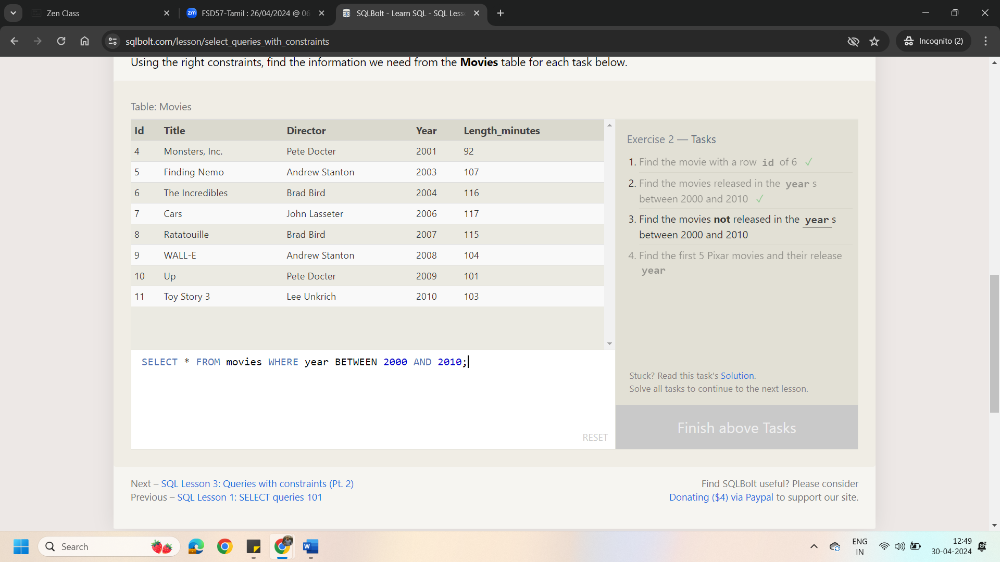 Zen Class
zm FSD57-Tamil : 26/04/2024 @ 06
SQLBolt - Learn SQL - SQL Less
sqlbolt.com/lesson/select_queries_with_constraints
Incognito (2)
Using the right constraints, find the information we need from the Movies table for each task below.
Table: Movies
Id Title Director Year Length_minutes
4 Monsters, Inc. Pete Docter 2001 92
5 Finding Nemo Andrew Stanton 2003 107
6 The Incredibles Brad Bird 2004 116
7 Cars John Lasseter 2006 117
8 Ratatouille Brad Bird 2007 115
9 WALL-E Andrew Stanton 2008 104
10 Up Pete Docter 2009 101
11 Toy Story 3 Lee Unkrich 2010 103
SELECT * FROM movies WHERE year BETWEEN 2000 AND 2010;
RESET
Exercise 2 — Tasks
1. Find the movie with a row id of 6 ✓
2. Find the movies released in the year s
between 2000 and 2010 ✓
3. Find the movies not released in the year s
between 2000 and 2010
4. Find the first 5 Pixar movies and their release
year
Stuck? Read this task's Solution.
Solve all tasks to continue to the next lesson.
Finish above Tasks
Next – SQL Lesson 3: Queries with constraints (Pt. 2)
Previous – SQL Lesson 1: SELECT queries 101
Find SQLBolt useful? Please consider
Donating ($4) via Paypal to support our site.
Search
W
ENG
IN
12:49
30-04-2024